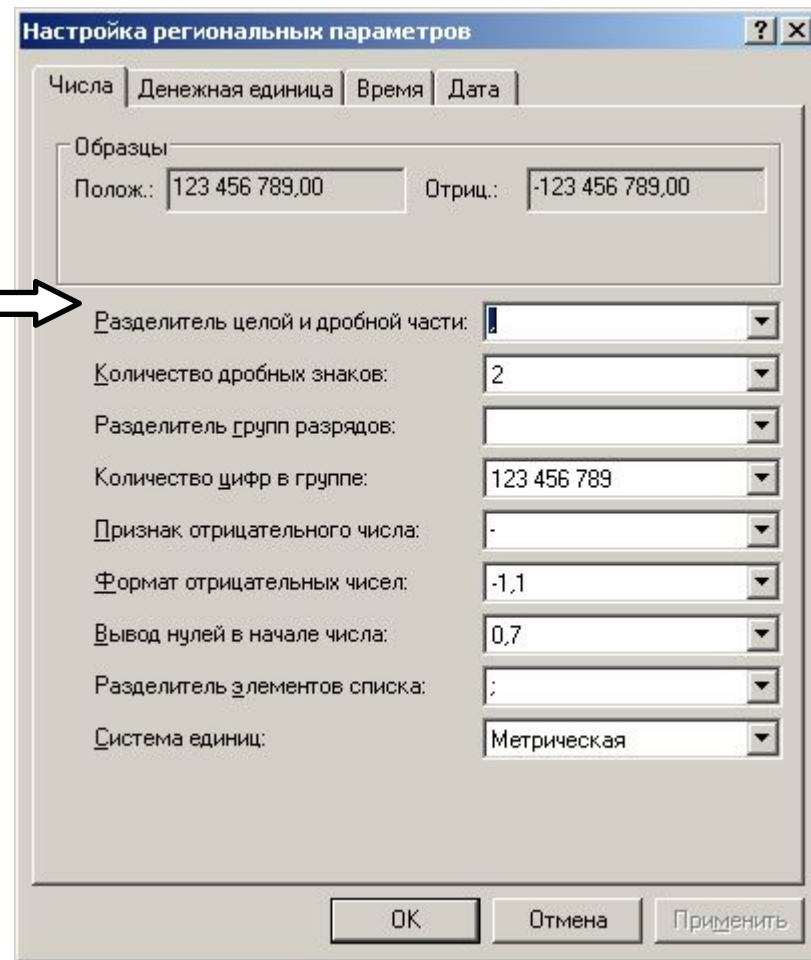 Настройка региональных параметров
Числа Денежная единица Время Дата
Образцы
Полож.: 123 456 789,00 Отриц.: -123 456 789,00
Разделитель целой и дробной части: ,
Количество дробных знаков: 2
Разделитель групп разрядов:
Количество цифр в группе: 123 456 789
Признак отрицательного числа: -
Формат отрицательных чисел: -1,1
Вывод нулей в начале числа: 0,7
Разделитель элементов списка: ;
Система единиц: Метрическая
OK Отмена Применить